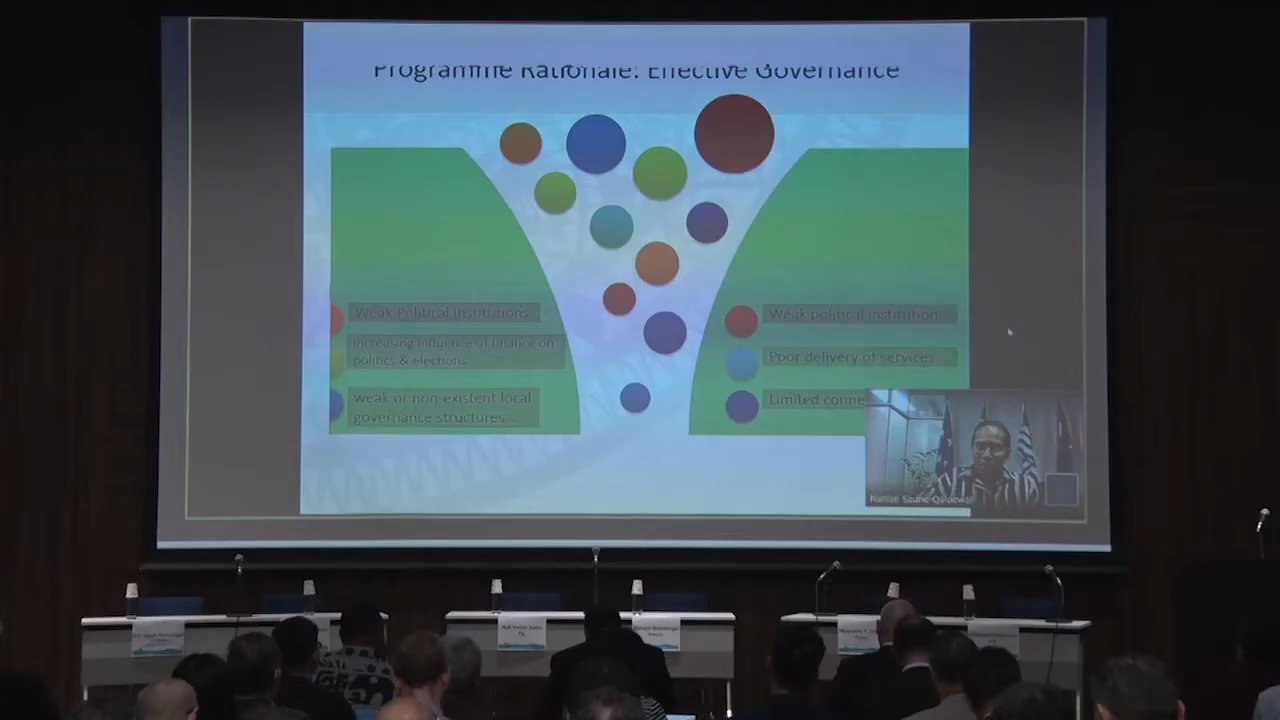 Programme Rationale: Effective Governance
Weak Political Institutions
Increasing influence of finance on
politics & elections
weak or non-existent local
governance structures
Weak political institution
Poor delivery of services
Limited conne
Nanise